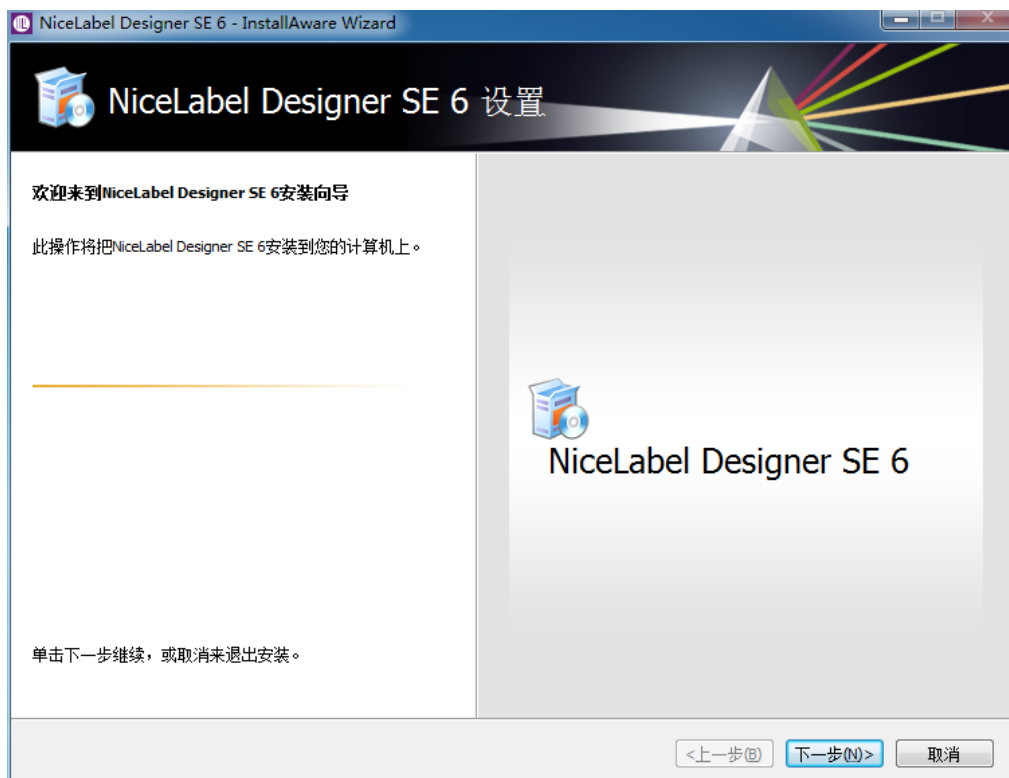 NiceLabel Designer SE 6 - InstallAware Wizard
NiceLabel Designer SE 6 设置
欢迎来到NiceLabel Designer SE 6安装向导
此操作将把NiceLabel Designer SE 6安装到您的计算机上。
NiceLabel Designer SE 6
单击下一步继续，或取消来退出安装。
<上一步(B)
下一步(N)>
取消